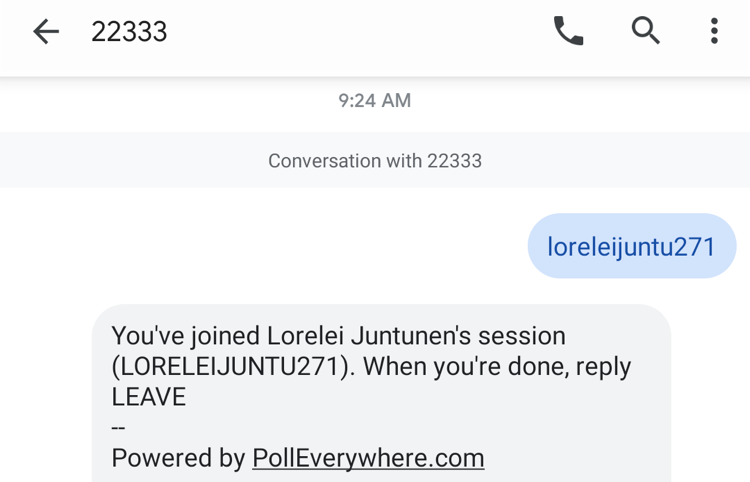 22333
9:24 AM
Conversation with 22333
loreleijuntu271
You've joined Lorelei Juntunen's session
(LORELEIJUNTU271). When you're done, reply
LEAVE
--
Powered by PollEverywhere.com